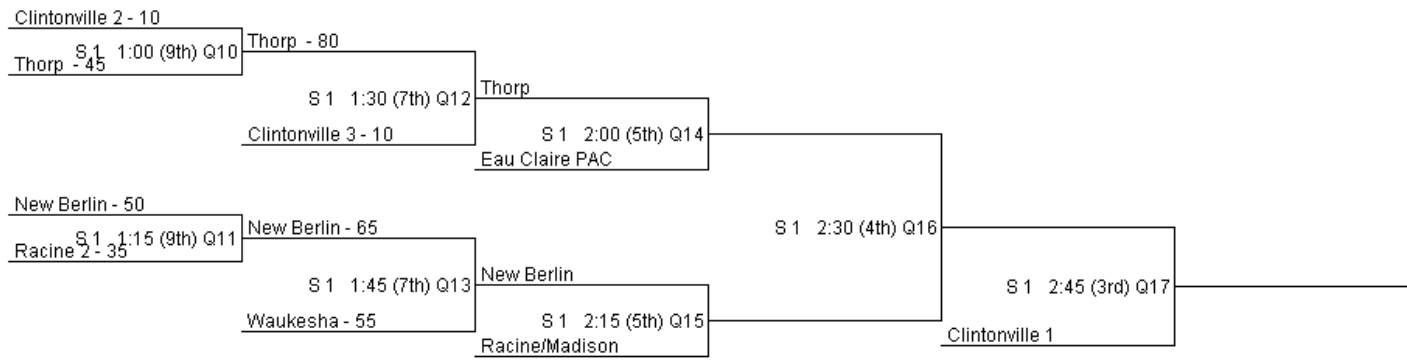 Clintonville 2 - 10
S 1 1:00 (9th) Q10
Thorp - 45
Thorp - 80
S 1 1:30 (7th) Q12
Clintonville 3 - 10
Thorp
S 1 2:00 (5th) Q14
Eau Claire PAC
New Berlin - 50
S 1 1:15 (9th) Q11
Racine 2 - 35
New Berlin - 65
S 1 1:45 (7th) Q13
Waukesha - 55
New Berlin
S 1 2:15 (5th) Q15
Racine/Madison
S 1 2:30 (4th) Q16
S 1 2:45 (3rd) Q17
Clintonville 1